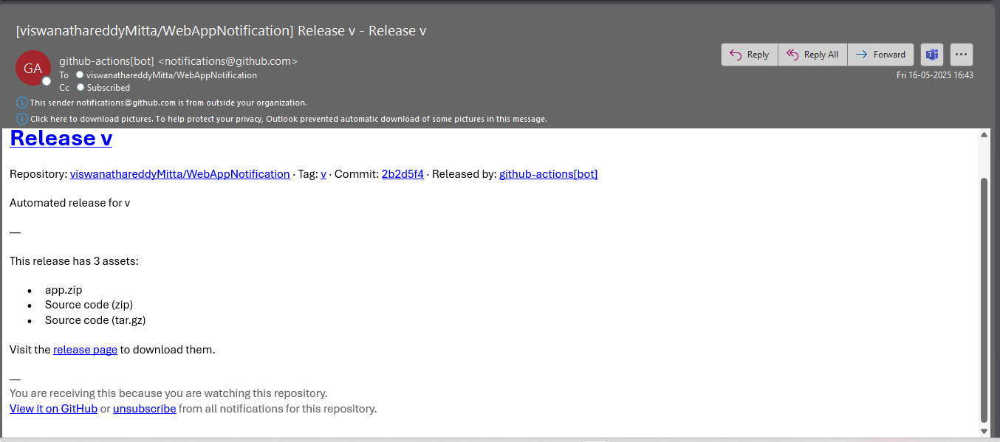 [viswanathareddyMitta/WebAppNotification] Release v - Release v
GA
github-actions[bot] <notifications@github.com>
To viswanathareddyMitta/WebAppNotification
Cc Subscribed
Reply
Reply All
Forward
Fri 16-05-2025 16:43
This sender notifications@github.com is from outside your organization.
Click here to download pictures. To help protect your privacy, Outlook prevented automatic download of some pictures in this message.
Release v
Repository: viswanathareddyMitta/WebAppNotification · Tag: v · Commit: 2b2d5f4 · Released by: github-actions[bot]
Automated release for v
—
This release has 3 assets:
• app.zip
• Source code (zip)
• Source code (tar.gz)
Visit the release page to download them.
—
You are receiving this because you are watching this repository.
View it on GitHub or unsubscribe from all notifications for this repository.